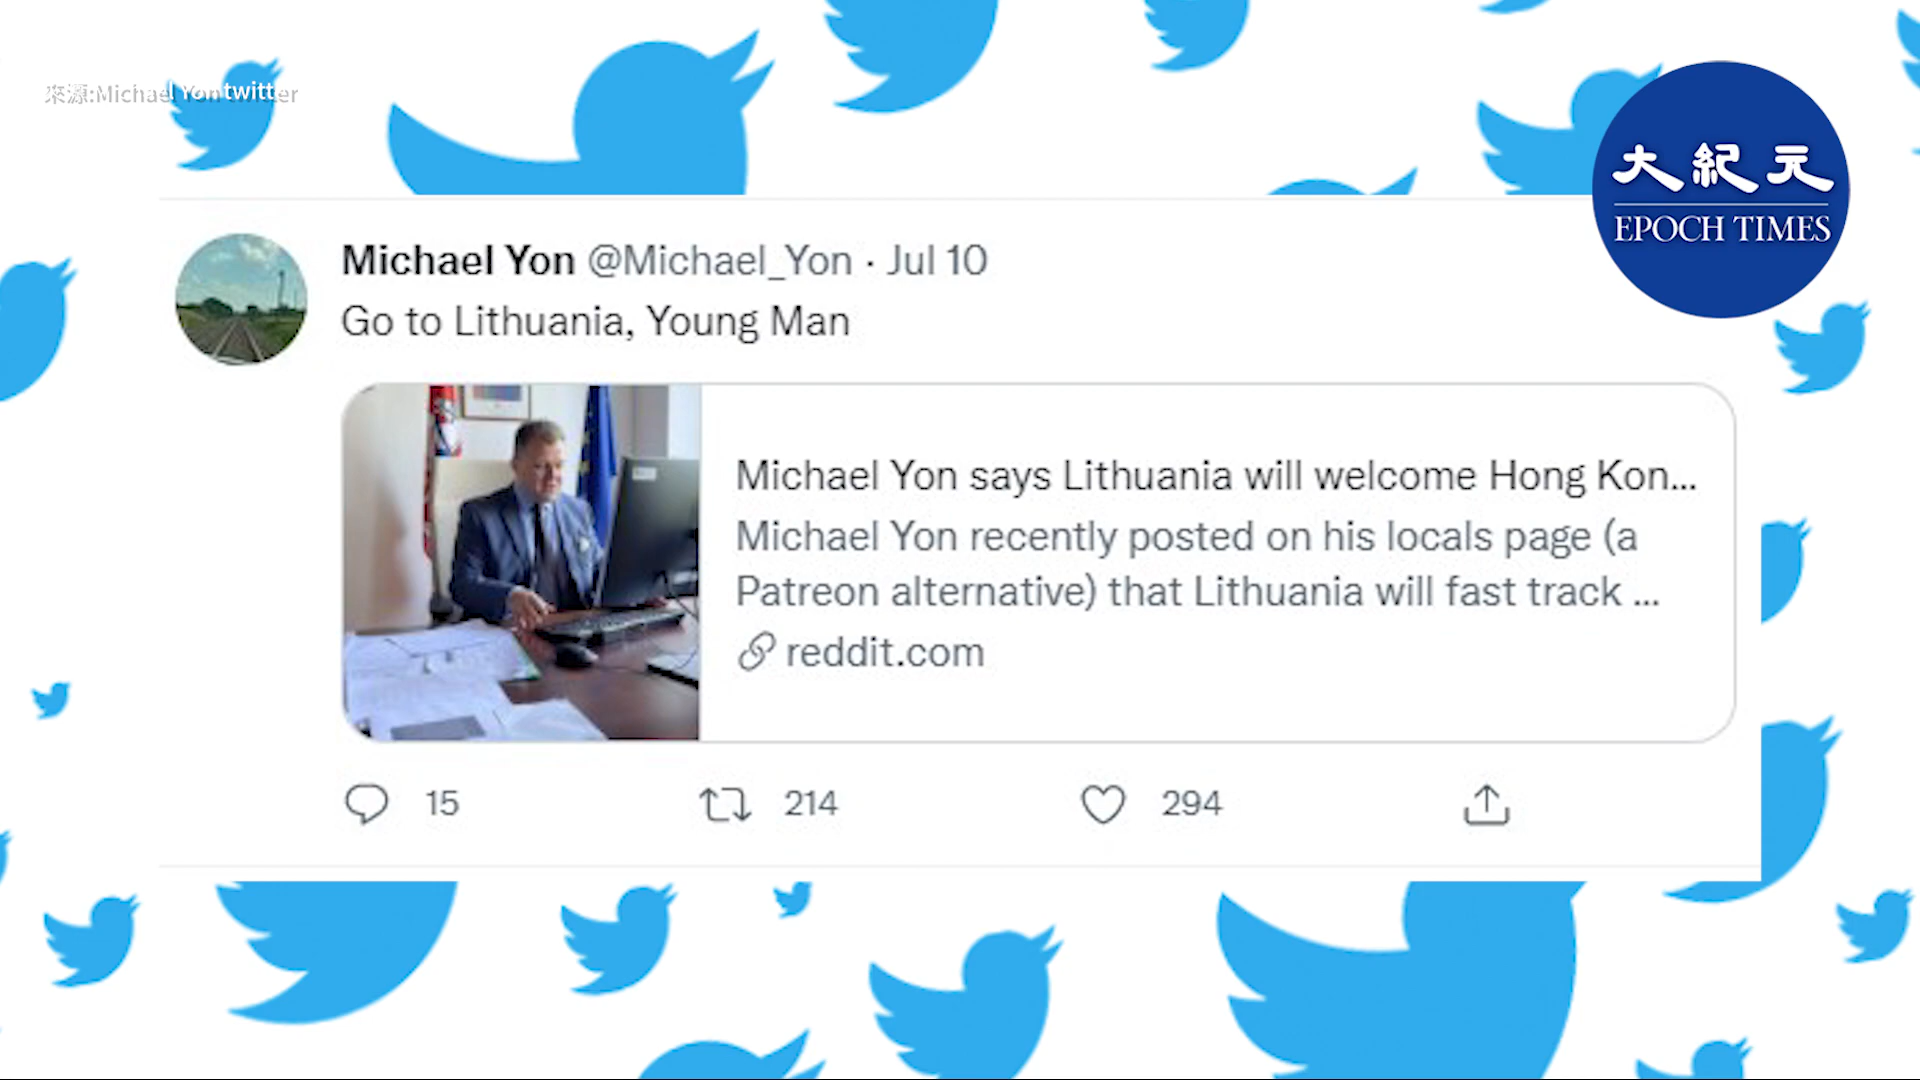 來源:Michael Yon twitter
大紀元
EPOCH TIMES
Michael Yon @Michael_Yon · Jul 10
Go to Lithuania, Young Man
Michael Yon says Lithuania will welcome Hong Kon...
Michael Yon recently posted on his locals page (a
Patreon alternative) that Lithuania will fast track ...
reddit.com
15 214 294